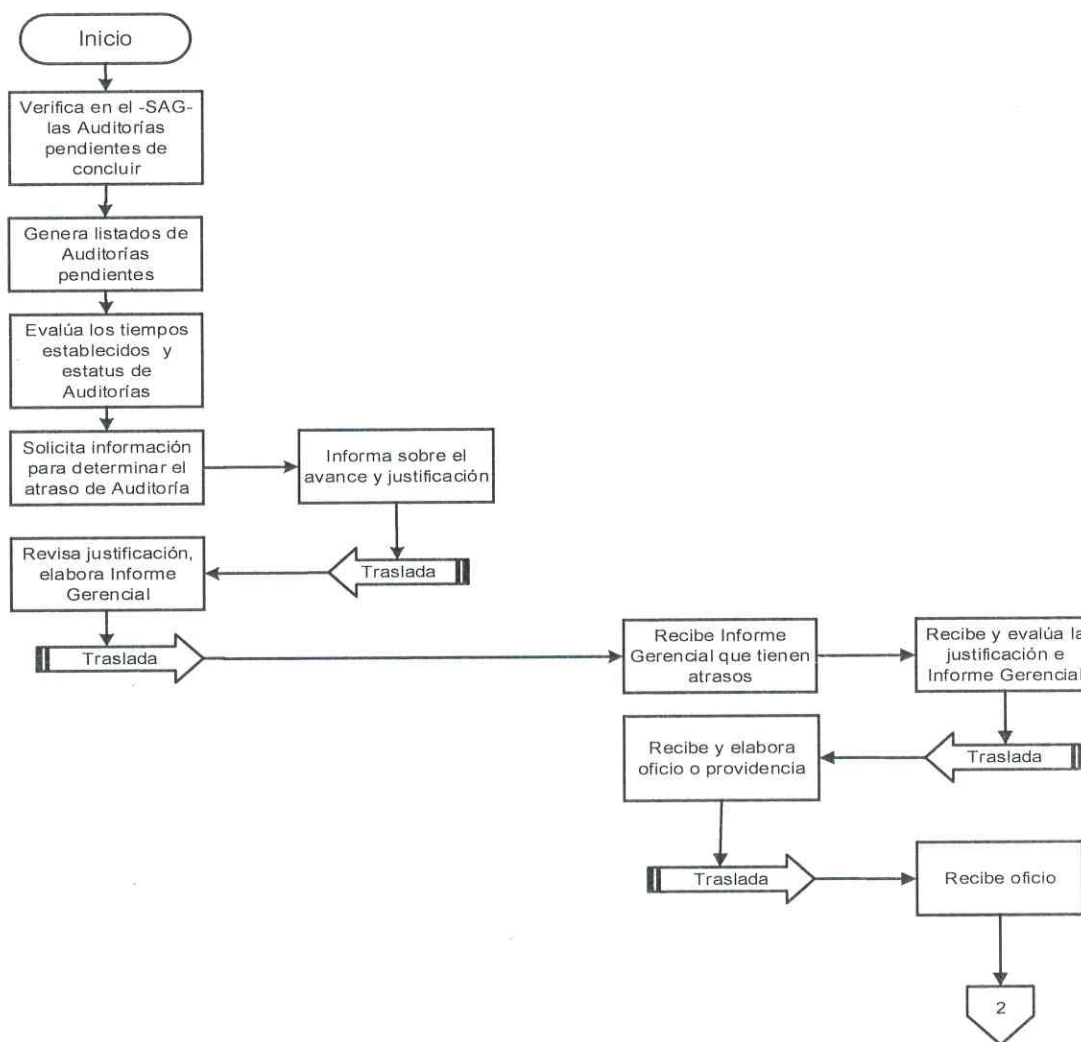 Inicio
Verifica en el -SAG-
las Auditorías
pendientes de
concluir
Genera listados de
Auditorías
pendientes
Evalúa los tiempos
establecidos y
estatus de
Auditorías
Solicita información
para determinar el
atraso de Auditoría
Informa sobre el
avance y justificación
Traslada
Revisa justificación,
elabora Informe
Gerencial
Traslada
Recibe Informe
Gerencial que tienen
atrasos
Recibe y evalúa la
justificación e
Informe Gerencial
Traslada
Recibe y elabora
oficio o providencia
Traslada
Recibe oficio
2